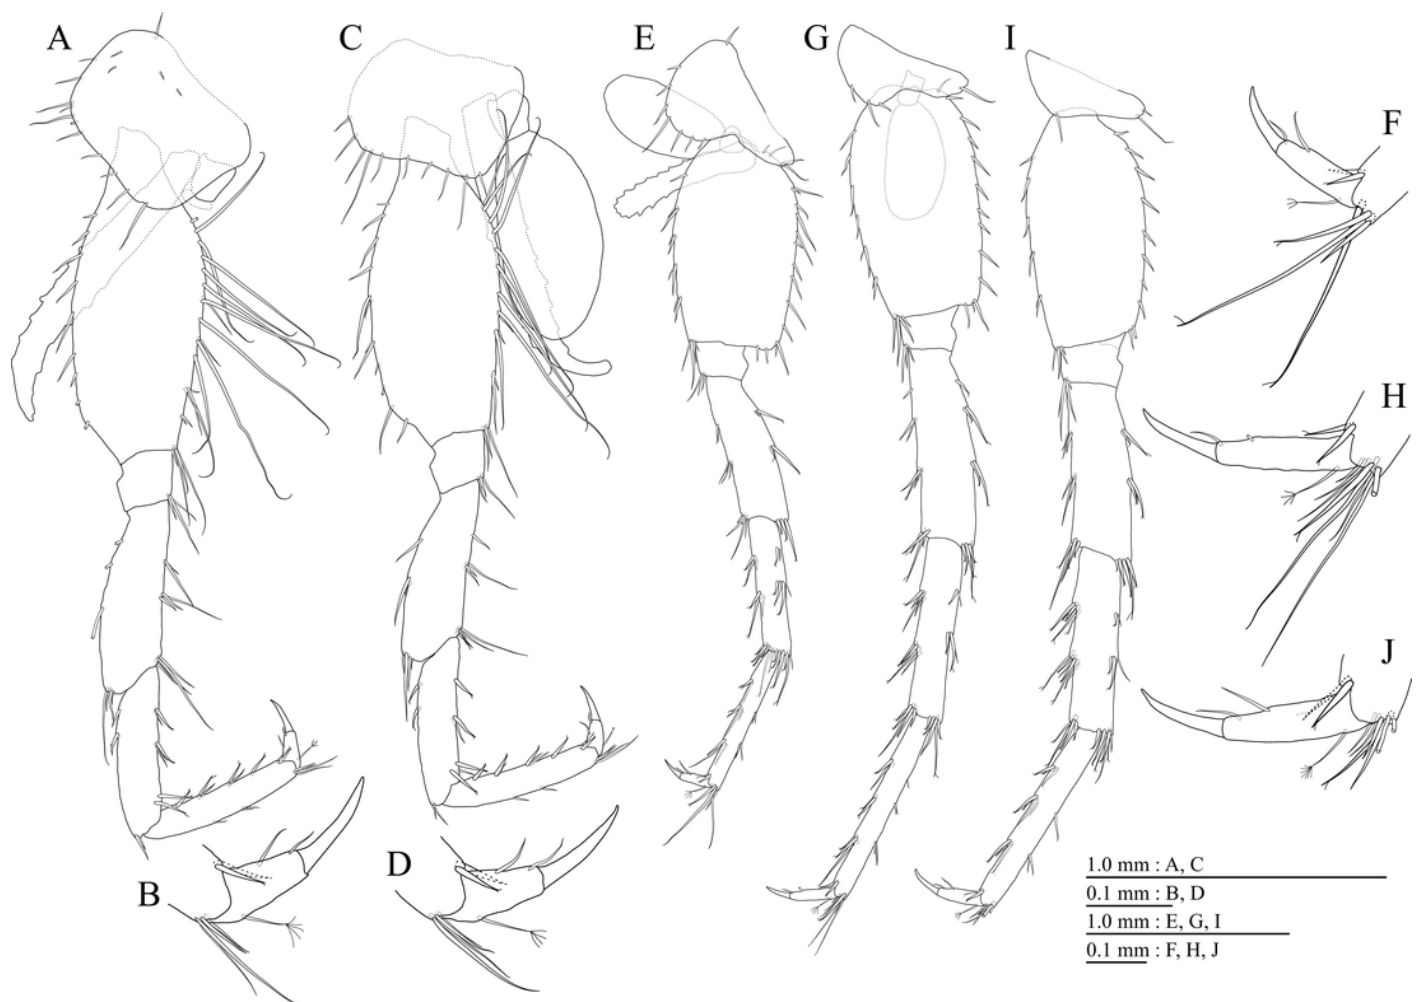 A C E G I
F
H
J
D
B
1.0 mm : A, C
0.1 mm : B, D
1.0 mm : E, G, I
0.1 mm : F, H, J